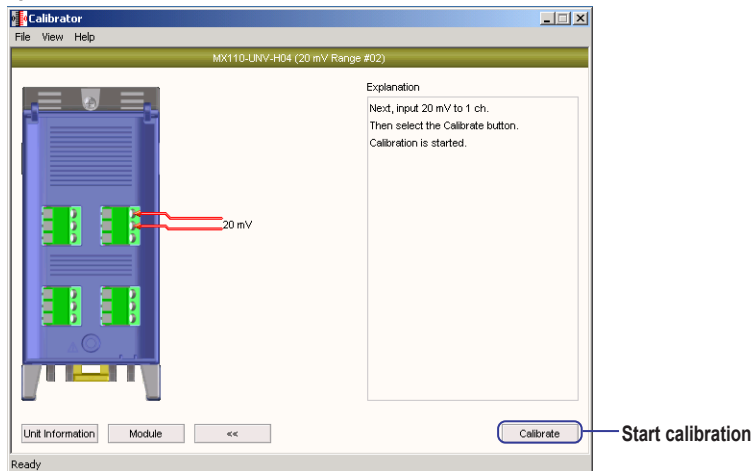 Calibrator
File View Help
MX110-UNV-H04 (20 mV Range #02)
Explanation
Next, input 20 mV to 1 ch.
Then select the Calibrate button.
Calibration is started.
20 mV
Unit Information
Module
<<
Calibrate
Start calibration
Ready